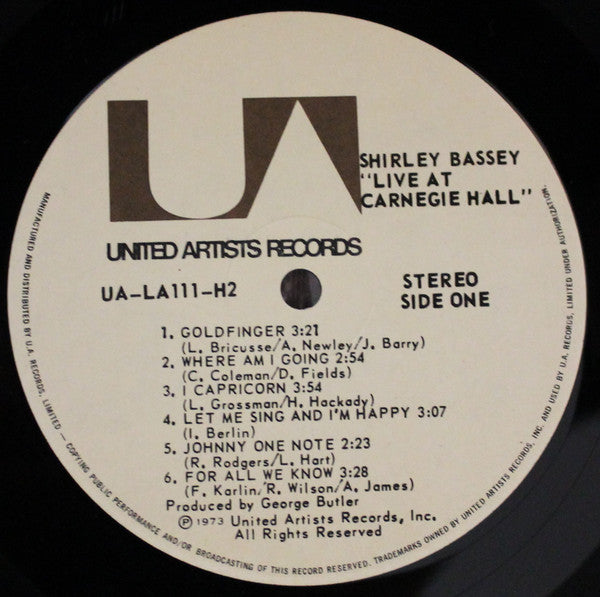 UA
SHIRLEY BASSEY
"LIVE AT
CARNEGIE HALL"
UNITED ARTISTS RECORDS
UA-LA111-H2
STEREO
SIDE ONE
1. GOLDFINGER 3:21
(L. Bricusse/A. Newley/J. Barry)
2. WHERE AM I GOING 2:54
(C. Coleman/D. Fields)
3. I CAPRICORN 3:54
(L. Grossman/H. Hackady)
4. LET ME SING AND I'M HAPPY 3:07
(I. Berlin)
5. JOHNNY ONE NOTE 2:23
(R. Rodgers/L. Hart)
6. FOR ALL WE KNOW 3:28
(F. Karlin/R. Wilson/A. James)
Produced by George Butler
Ⓟ1973 United Artists Records, Inc.
All Rights Reserved
MANUFACTURED AND DISTRIBUTED BY U.A. RECORDS, LIMITED — COPYING PUBLIC PERFORMANCE AND/OR BROADCASTING OF THIS RECORD RESERVED. TRADEMARKS OWNED BY UNITED ARTISTS RECORDS, INC. AND USED BY U.A. RECORDS, LIMITED UNDER AUTHORIZATION.